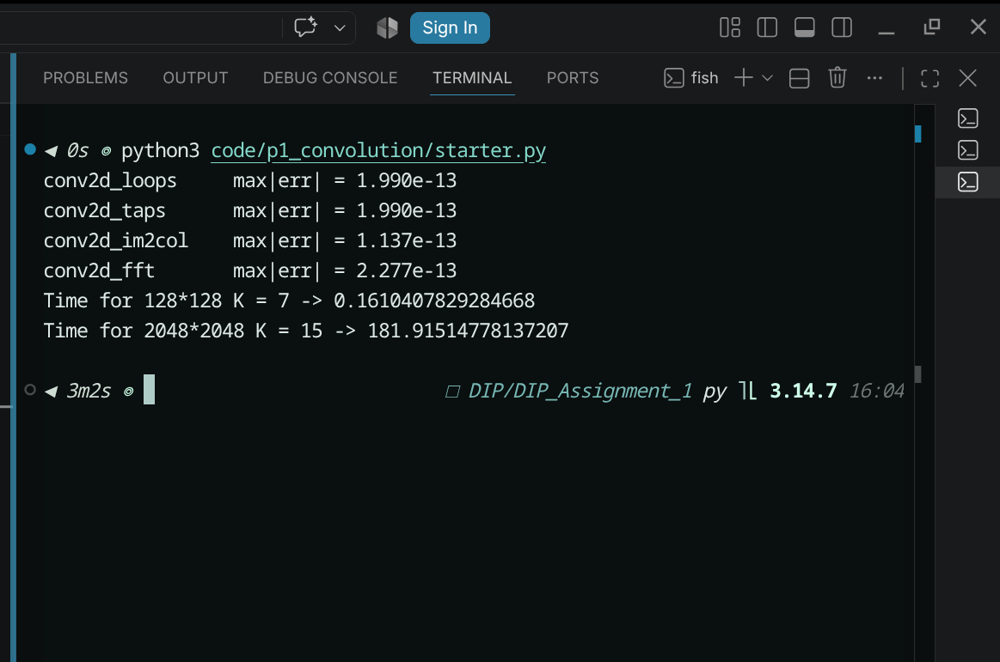 Sign In
PROBLEMS OUTPUT DEBUG CONSOLE TERMINAL PORTS fish
0s python3 code/p1_convolution/starter.py
conv2d_loops max|err| = 1.990e-13
conv2d_taps max|err| = 1.990e-13
conv2d_im2col max|err| = 1.137e-13
conv2d_fft max|err| = 2.277e-13
Time for 128*128 K = 7 -> 0.1610407829284668
Time for 2048*2048 K = 15 -> 181.91514778137207
3m2s DIP/DIP_Assignment_1 py 3.14.7 16:04